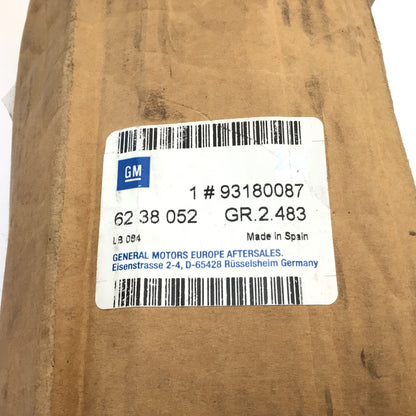 GM
1 # 93180087
62 38 052 GR.2.483
LB 084 Made in Spain
GENERAL MOTORS EUROPE AFTERSALES.
Eisenstrasse 2-4, D-65428 Rüsselsheim Germany